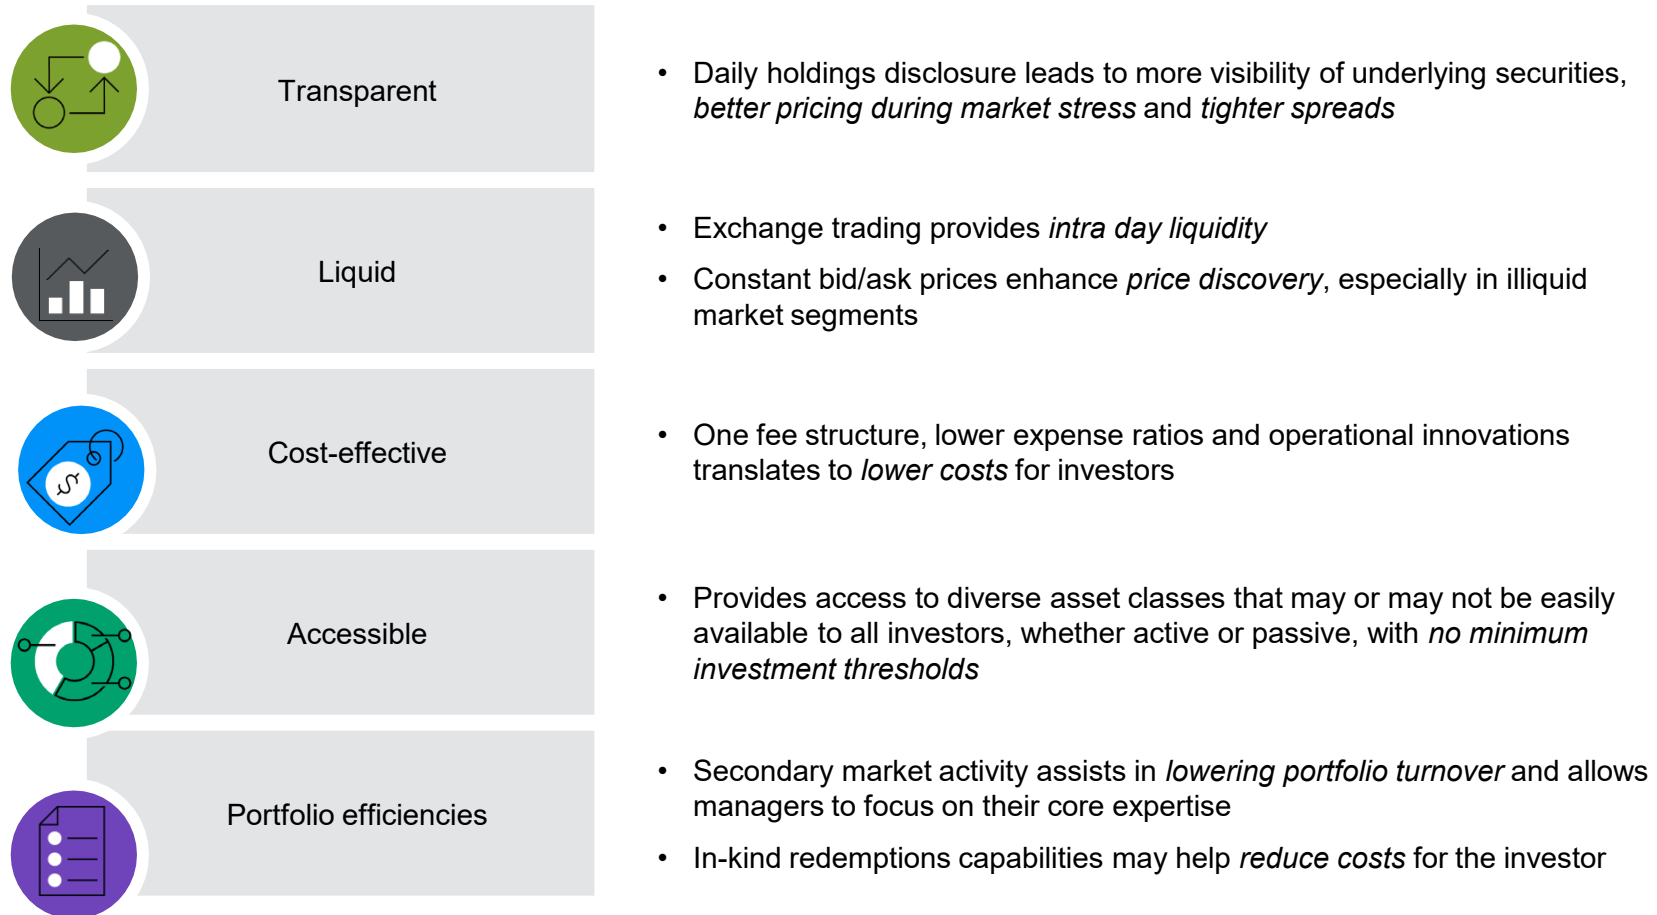 Transparent
• Daily holdings disclosure leads to more visibility of underlying securities,
better pricing during market stress and tighter spreads
Liquid
• Exchange trading provides intra day liquidity
• Constant bid/ask prices enhance price discovery, especially in illiquid
market segments
$
Cost-effective
• One fee structure, lower expense ratios and operational innovations
translates to lower costs for investors
Accessible
• Provides access to diverse asset classes that may or may not be easily
available to all investors, whether active or passive, with no minimum
investment thresholds
Portfolio efficiencies
• Secondary market activity assists in lowering portfolio turnover and allows
managers to focus on their core expertise
• In-kind redemptions capabilities may help reduce costs for the investor